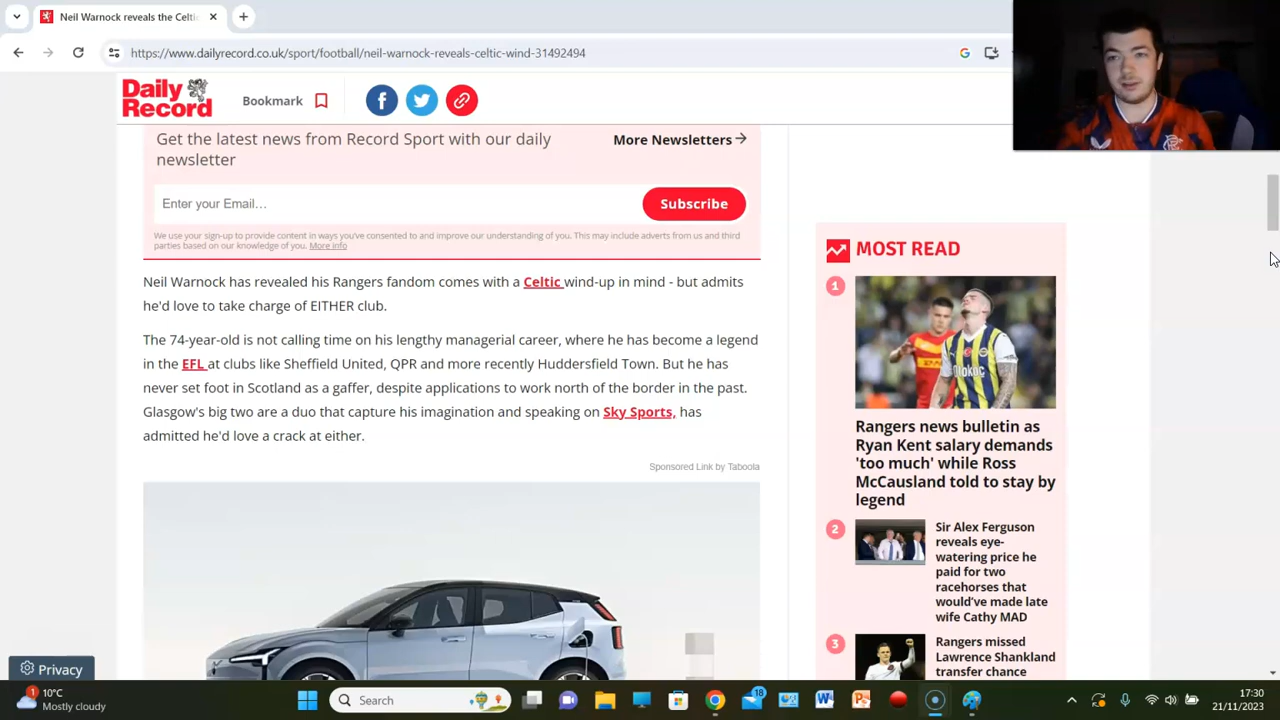 Neil Warnock reveals the Celti
https://www.dailyrecord.co.uk/sport/football/neil-warnock-reveals-celtic-wind-31492494
Daily
Record
Bookmark
Get the latest news from Record Sport with our daily
newsletter
More Newsletters
Enter your Email…
Subscribe
We use your sign-up to provide content in ways you've consented to and improve our understanding of you. This may include adverts from us and third
parties based on our knowledge of you. More info
Neil Warnock has revealed his Rangers fandom comes with a Celtic wind-up in mind - but admits
he'd love to take charge of EITHER club.
The 74-year-old is not calling time on his lengthy managerial career, where he has become a legend
in the EFL at clubs like Sheffield United, QPR and more recently Huddersfield Town. But he has
never set foot in Scotland as a gaffer, despite applications to work north of the border in the past.
Glasgow's big two are a duo that capture his imagination and speaking on Sky Sports, has
admitted he'd love a crack at either.
Sponsored Link by Taboola
MOST READ
1
Rangers news bulletin as
Ryan Kent salary demands
'too much' while Ross
McCausland told to stay by
legend
2
Sir Alex Ferguson
reveals eye-
watering price he
paid for two
racehorses that
would've made late
wife Cathy MAD
3
Rangers missed
Lawrence Shankland
transfer chance
Privacy
1
10°C
Mostly cloudy
Search
18
17:30
21/11/2023